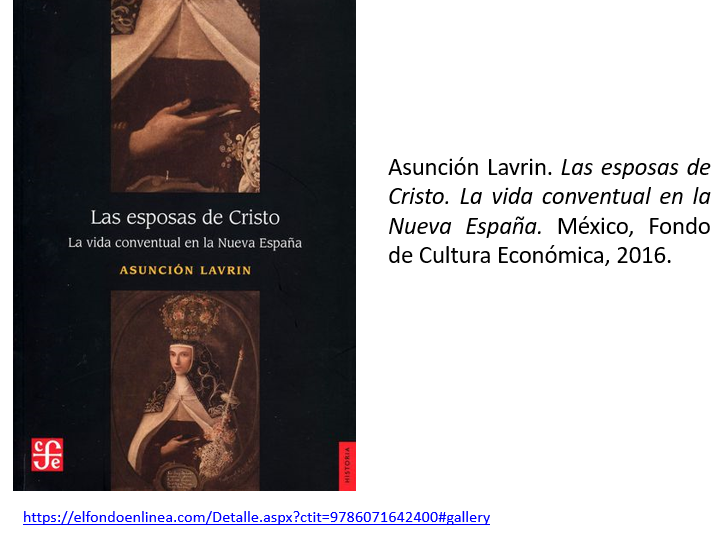 Las esposas de Cristo
La vida conventual en la Nueva España
ASUNCIÓN LAVRIN
cfe
HISTORIA
Asunción Lavrin. Las esposas de
Cristo. La vida conventual en la
Nueva España. México, Fondo
de Cultura Económica, 2016.
https://elfondoenlinea.com/Detalle.aspx?ctit=9786071642400#gallery